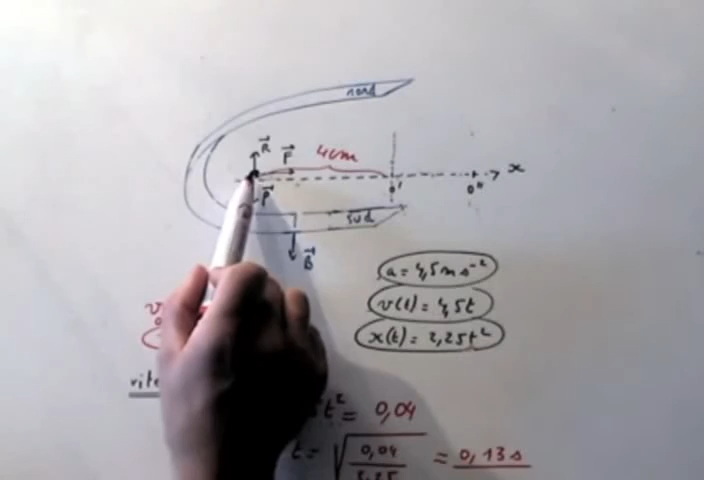 nord
R
F
4cm
x
P
o'
o"
sud
B
a = 4,5 m s⁻²
v(t) = 4,5t
x(t) = 2,25t²
vite
t² = 0,04
t = √(0,04 / 2,25) = 0,13 s